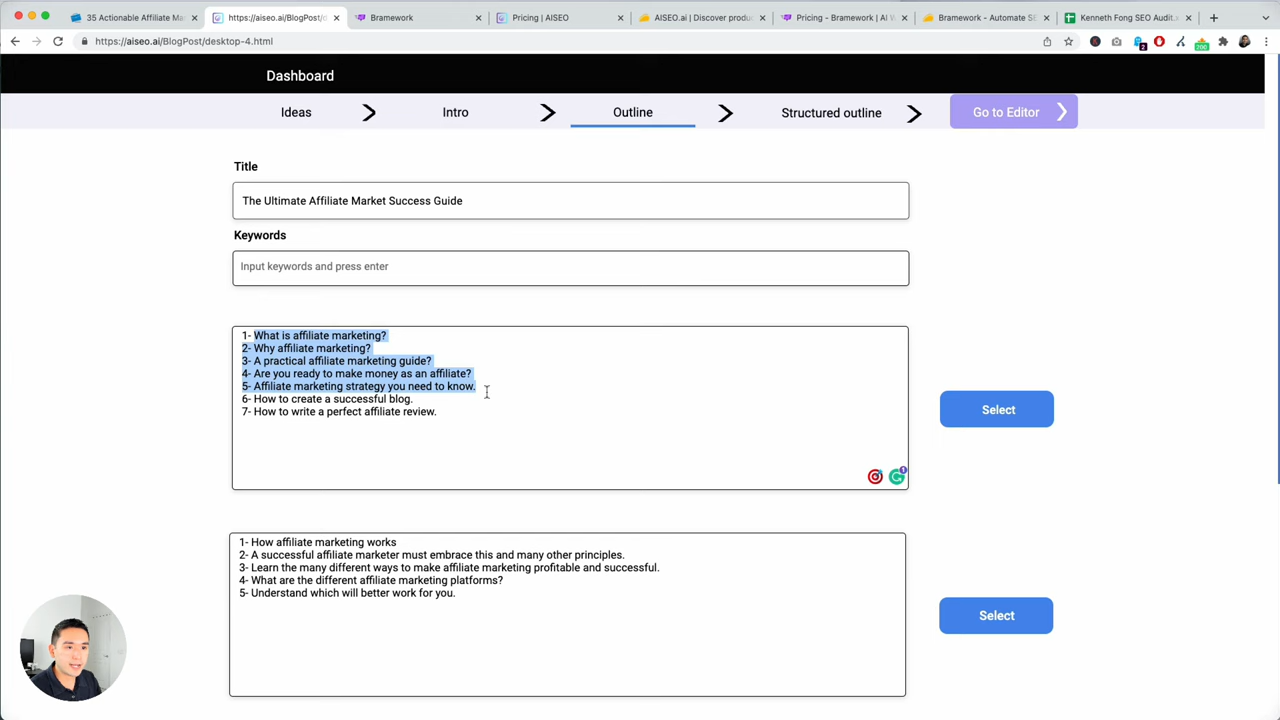 35 Actionable Affiliate Ma
https://aiseo.ai/BlogPost/d
Bramework
Pricing | AISEO
AISEO.ai | Discover produ
Pricing - Bramework | AI W
Bramework - Automate SE
Kenneth Fong SEO Audit.x
https://aiseo.ai/BlogPost/desktop-4.html
2
200
Dashboard
Ideas
Intro
Outline
Structured outline
Go to Editor
Title
The Ultimate Affiliate Market Success Guide
Keywords
Input keywords and press enter
1- What is affiliate marketing?
2- Why affiliate marketing?
3- A practical affiliate marketing guide?
4- Are you ready to make money as an affiliate?
5- Affiliate marketing strategy you need to know.
6- How to create a successful blog.
7- How to write a perfect affiliate review.
Select
1
1- How affiliate marketing works
2- A successful affiliate marketer must embrace this and many other principles.
3- Learn the many different ways to make affiliate marketing profitable and successful.
4- What are the different affiliate marketing platforms?
5- Understand which will better work for you.
Select